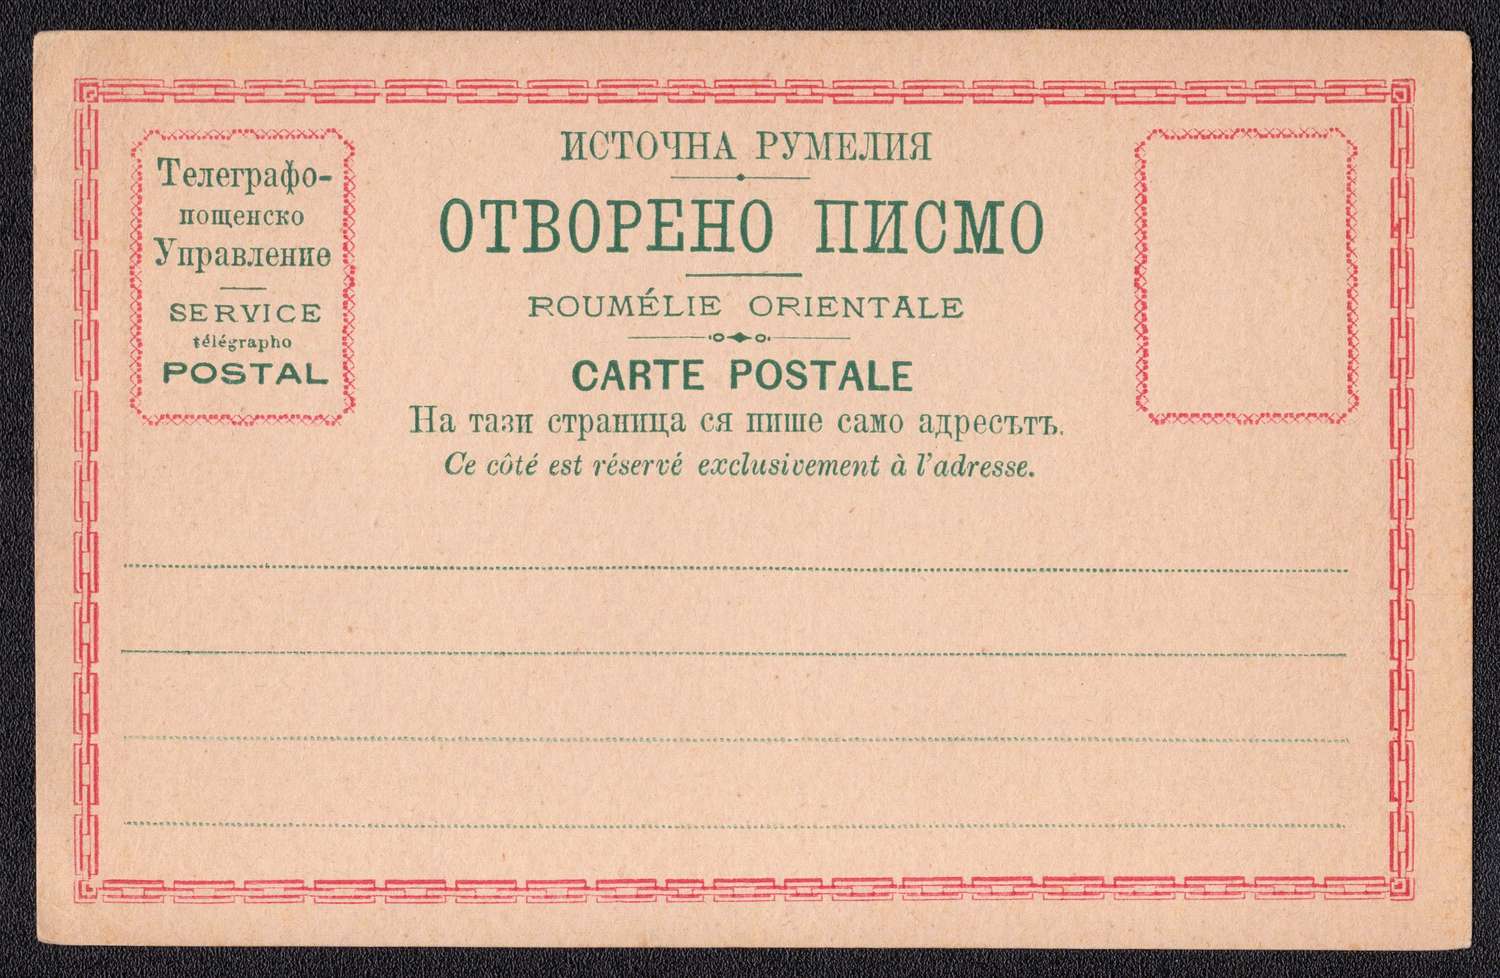 Телеграфо-
пощенско
Управление
SERVICE
télégrapho
POSTAL
ИСТОЧНА РУМЕЛИЯ
ОТВОРЕНО ПИСМО
ROUMÉLIE ORIENTALE
CARTE POSTALE
На тази страница ся пише само адресътъ.
Ce côté est réservé exclusivement à l'adresse.